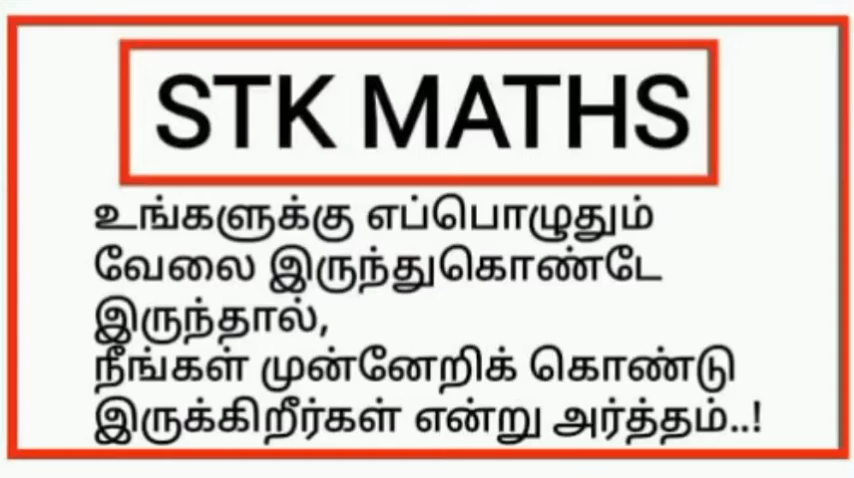 STK MATHS
உங்களுக்கு எப்பொழுதும்
வேலை இருந்துகொண்டே
இருந்தால்,
நீங்கள் முன்னேறிக் கொண்டு
இருக்கிறீர்கள் என்று அர்த்தம்..!